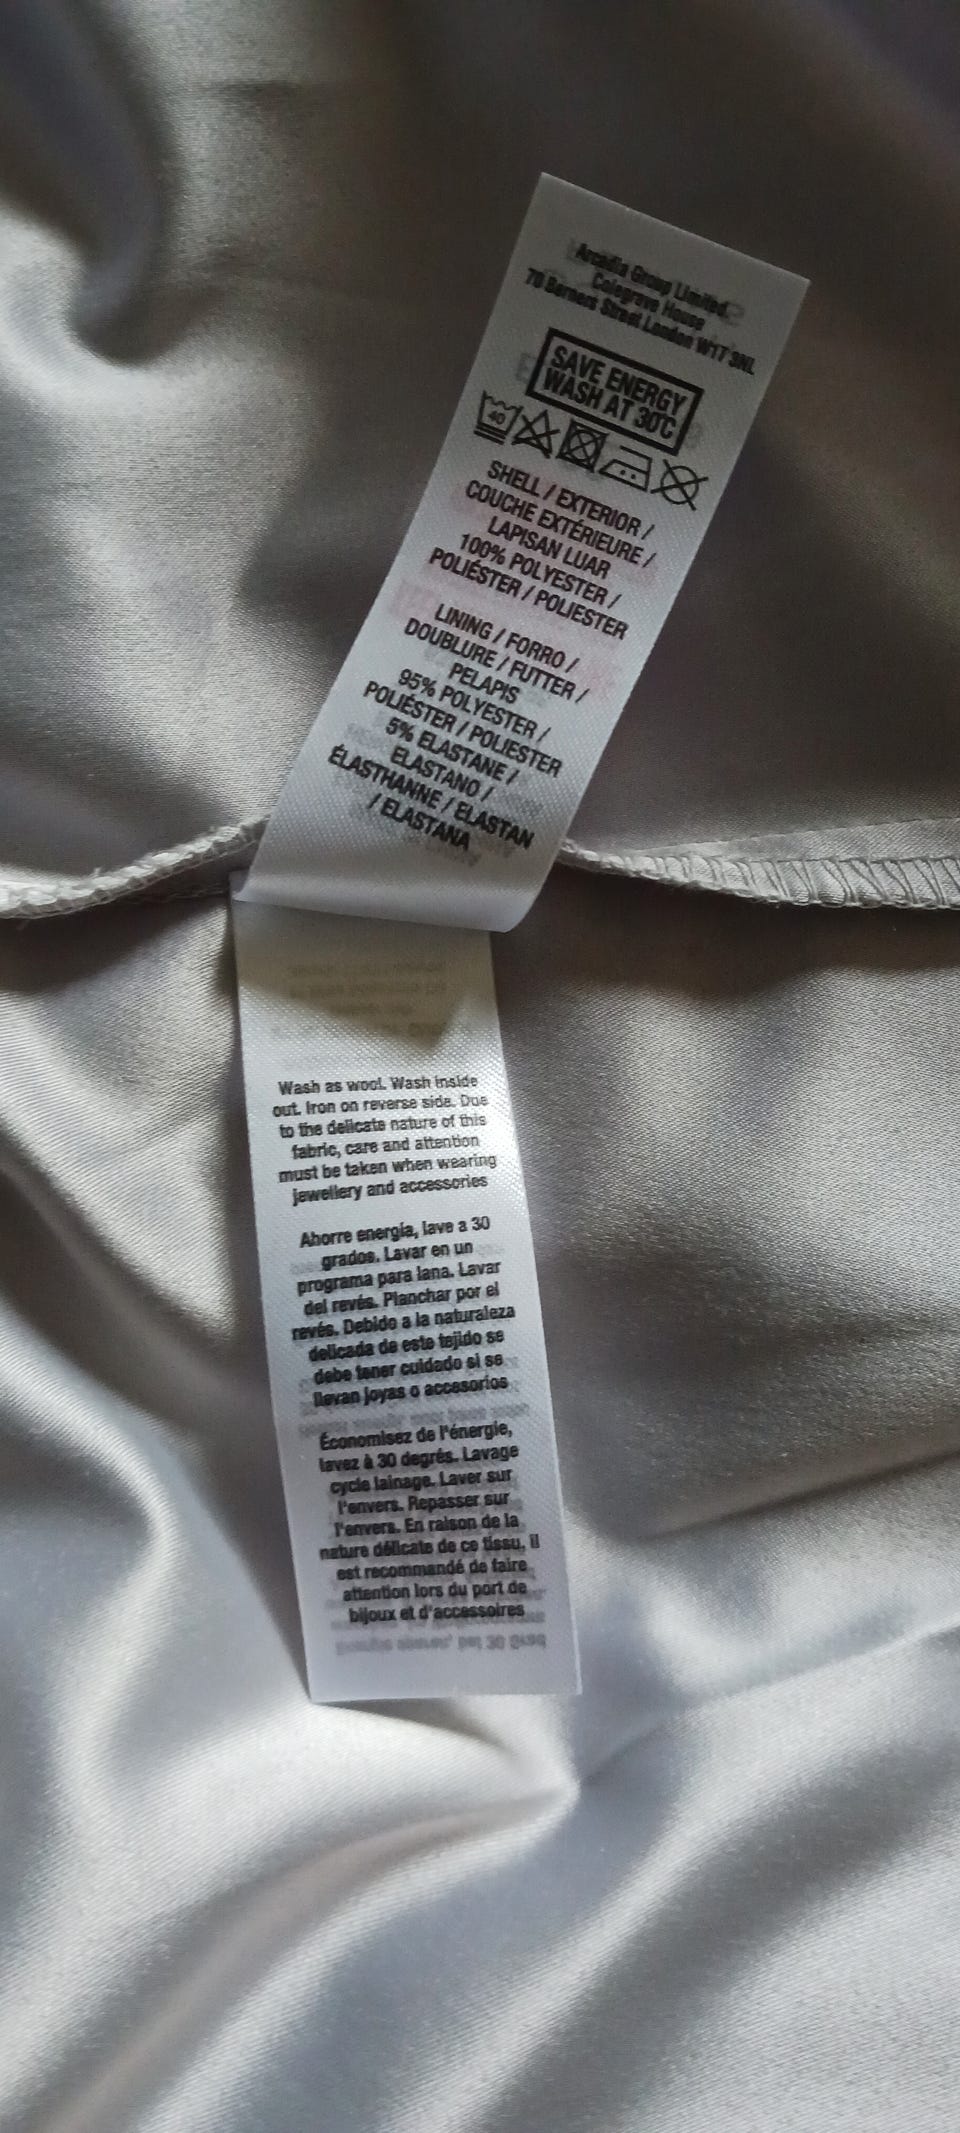 Arcadia Group Limited
Colegrave House
70 Berners Street London W1T 3NL
SAVE ENERGY
WASH AT 30°C
40
SHELL / EXTERIOR /
COUCHE EXTÉRIEURE /
LAPISAN LUAR
100% POLYESTER /
POLIÉSTER / POLIESTER
LINING / FORRO /
DOUBLURE / FUTTER /
PELAPIS
95% POLYESTER /
POLIÉSTER / POLIESTER
5% ELASTANE /
ELASTANO /
ÉLASTHANNE / ELASTAN
/ ELASTANA
Wash as wool. Wash inside
out. Iron on reverse side. Due
to the delicate nature of this
fabric, care and attention
must be taken when wearing
jewellery and accessories
Ahorre energía, lave a 30
grados. Lavar en un
programa para lana. Lavar
del revés. Planchar por el
revés. Debido a la naturaleza
delicada de este tejido se
debe tener cuidado si se
llevan joyas o accesorios
Économisez de l'énergie,
lavez à 30 degrés. Lavage
cycle lainage. Laver sur
l'envers. Repasser sur
l'envers. En raison de la
nature délicate de ce tissu, il
est recommandé de faire
attention lors du port de
bijoux et d'accessoires